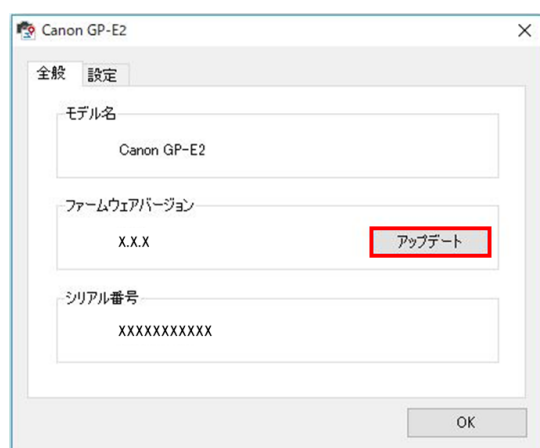 Canon GP-E2
全般 設定
モデル名
Canon GP-E2
ファームウェアバージョン
X.X.X アップデート
シリアル番号
XXXXXXXXXXX
OK